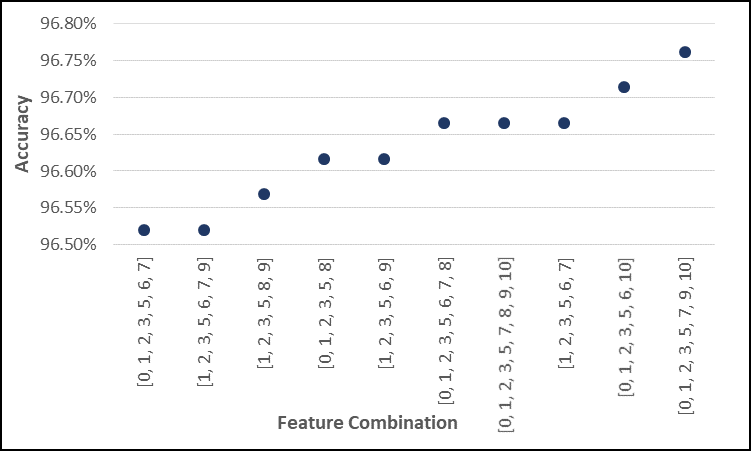 96.80%
96.75%
96.70%
96.65%
96.60%
96.55%
96.50%
Accuracy
[0, 1, 2, 3, 5, 6, 7]
[1, 2, 3, 5, 6, 7, 9]
[1, 2, 3, 5, 8, 9]
[0, 1, 2, 3, 5, 8]
[1, 2, 3, 5, 6, 9]
[0, 1, 2, 3, 5, 6, 7, 8]
[0, 1, 2, 3, 5, 7, 8, 9, 10]
[1, 2, 3, 5, 6, 7]
[0, 1, 2, 3, 5, 6, 10]
[0, 1, 2, 3, 5, 7, 9, 10]
Feature Combination